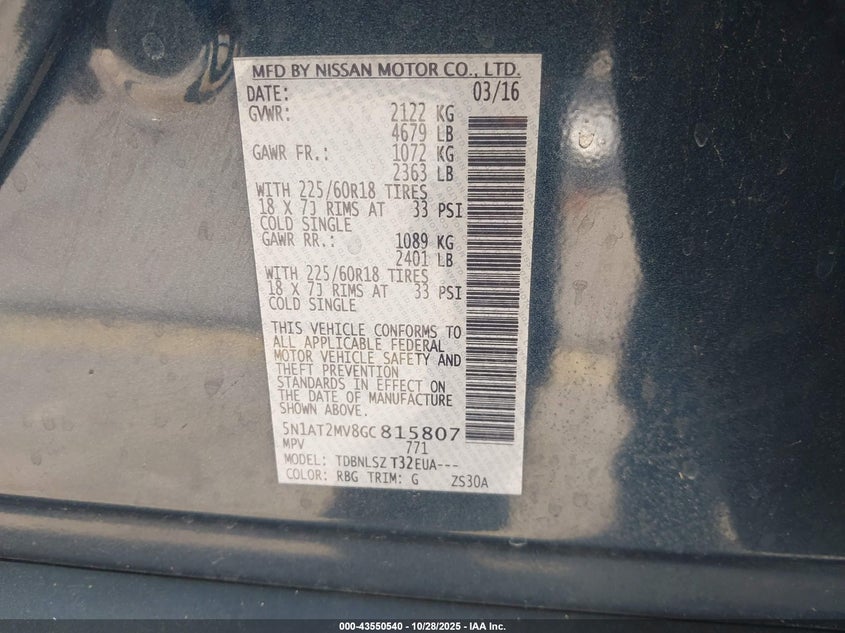 MFD BY NISSAN MOTOR CO., LTD.
DATE: 03/16
GVWR: 2122 KG
4679 LB
GAWR FR.: 1072 KG
2363 LB
WITH 225/60R18 TIRES
18 X 7J RIMS AT 33 PSI
COLD SINGLE
GAWR RR.: 1089 KG
2401 LB
WITH 225/60R18 TIRES
18 X 7J RIMS AT 33 PSI
COLD SINGLE
THIS VEHICLE CONFORMS TO
ALL APPLICABLE FEDERAL
MOTOR VEHICLE SAFETY AND
THEFT PREVENTION
STANDARDS IN EFFECT ON
THE DATE OF MANUFACTURE
SHOWN ABOVE.
5N1AT2MV8GC815807
MPV 771
MODEL: TDBNLSZ T32EUA---
COLOR: RBG TRIM: G ZS30A
000-43550540 • 10/28/2025 - IAA Inc.